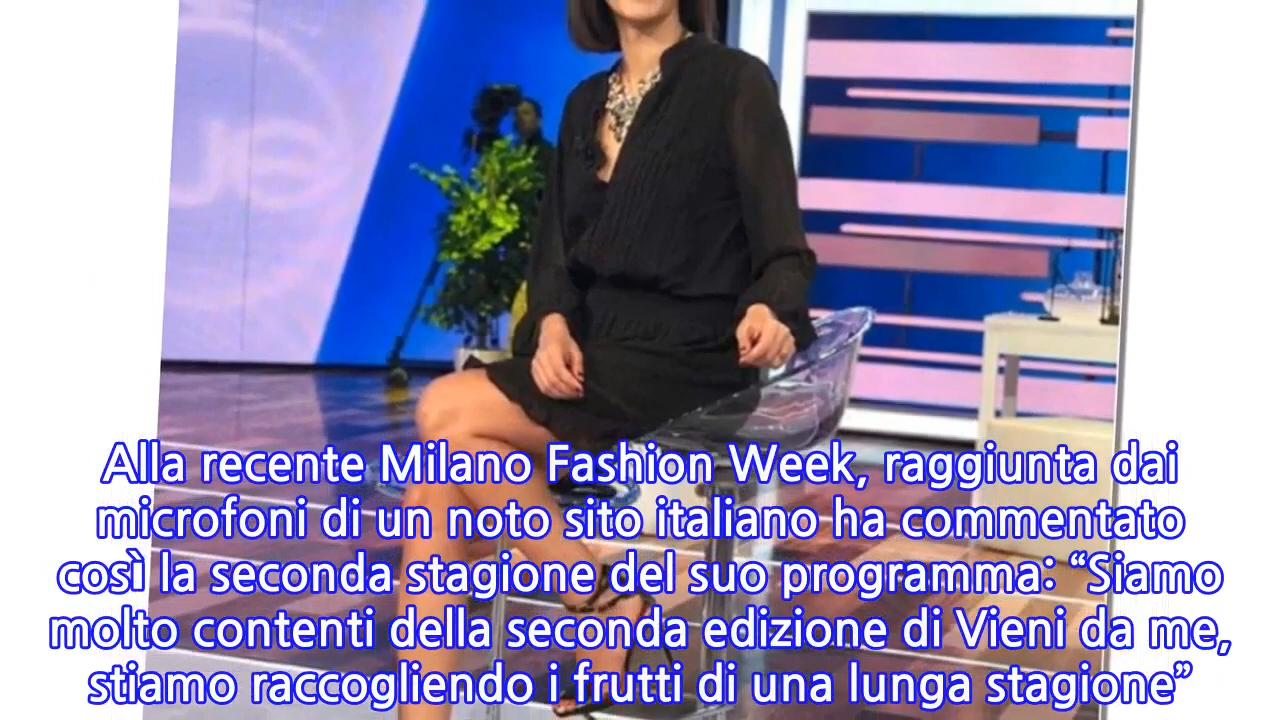 Alla recente Milano Fashion Week, raggiunta dai
microfoni di un noto sito italiano ha commentato
così la seconda stagione del suo programma: “Siamo
molto contenti della seconda edizione di Vieni da me,
stiamo raccogliendo i frutti di una lunga stagione”